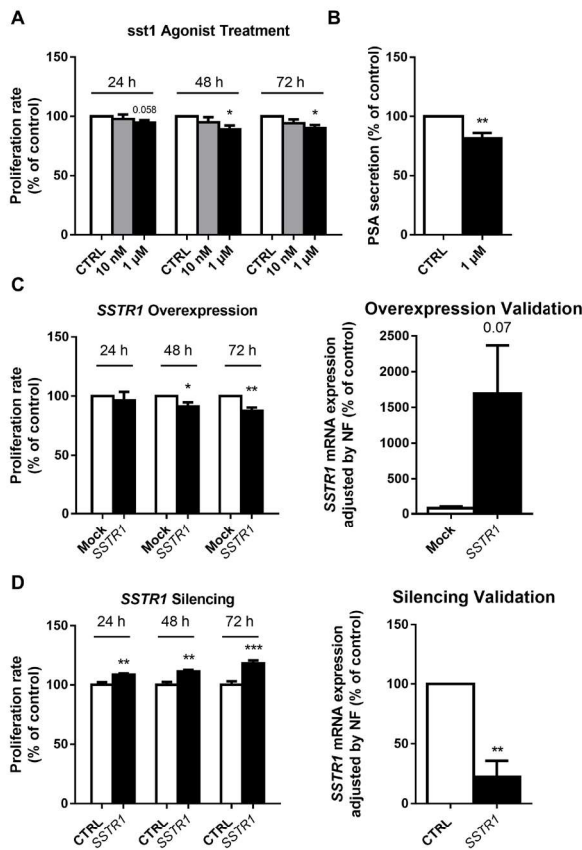 A
sst1 Agonist Treatment
Proliferation rate
(% of control)
150
100
50
0
24 h
48 h
72 h
0.058
*
*
CTRL
10 nM
1 µM
CTRL
10 nM
1 µM
CTRL
10 nM
1 µM
B
PSA secretion (% of control)
150
100
50
0
**
CTRL
1 µM
C
SSTR1 Overexpression
Proliferation rate
(% of control)
150
100
50
0
24 h
48 h
72 h
*
**
Mock
SSTR1
Mock
SSTR1
Mock
SSTR1
Overexpression Validation
SSTR1 mRNA expression
adjusted by NF (% of control)
2500
2000
1500
1000
500
0
0.07
Mock
SSTR1
D
SSTR1 Silencing
Proliferation rate
(% of control)
150
100
50
0
24 h
48 h
72 h
**
**
***
CTRL
SSTR1
CTRL
SSTR1
CTRL
SSTR1
Silencing Validation
SSTR1 mRNA expression
adjusted by NF (% of control)
150
100
50
0
**
CTRL
SSTR1